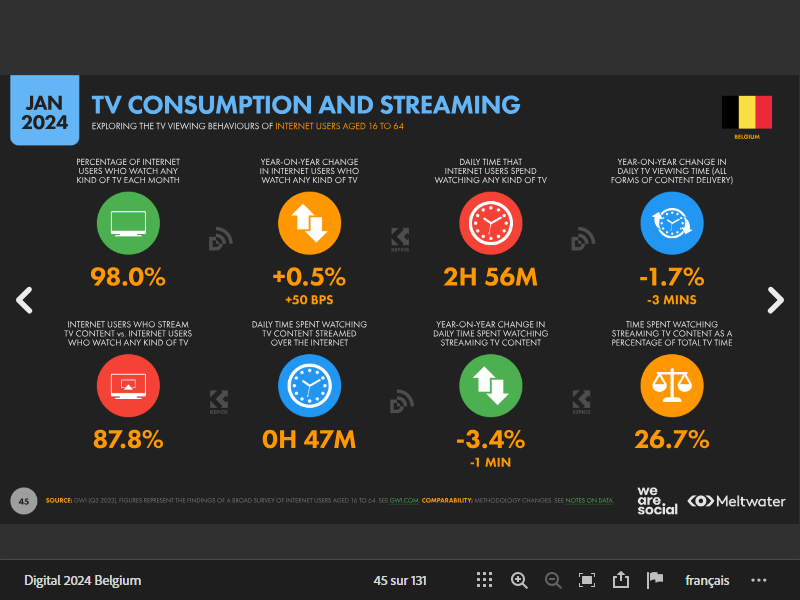 JAN
2024
TV CONSUMPTION AND STREAMING
EXPLORING THE TV VIEWING BEHAVIOURS OF INTERNET USERS AGED 16 TO 64
BELGIUM
PERCENTAGE OF INTERNET
USERS WHO WATCH ANY
KIND OF TV EACH MONTH
98.0%
YEAR-ON-YEAR CHANGE
IN INTERNET USERS WHO
WATCH ANY KIND OF TV
+0.5%
+50 BPS
DAILY TIME THAT
INTERNET USERS SPEND
WATCHING ANY KIND OF TV
2H 56M
YEAR-ON-YEAR CHANGE IN
DAILY TV VIEWING TIME (ALL
FORMS OF CONTENT DELIVERY)
-1.7%
-3 MINS
KEPIOS
INTERNET USERS WHO STREAM
TV CONTENT vs. INTERNET USERS
WHO WATCH ANY KIND OF TV
87.8%
DAILY TIME SPENT WATCHING
TV CONTENT STREAMED
OVER THE INTERNET
0H 47M
YEAR-ON-YEAR CHANGE IN
DAILY TIME SPENT WATCHING
STREAMING TV CONTENT
-3.4%
-1 MIN
TIME SPENT WATCHING
STREAMING TV CONTENT AS A
PERCENTAGE OF TOTAL TV TIME
26.7%
KEPIOS
KEPIOS
45
SOURCE: GWI (Q3 2023). FIGURES REPRESENT THE FINDINGS OF A BROAD SURVEY OF INTERNET USERS AGED 16 TO 64. SEE GWI.COM. COMPARABILITY: METHODOLOGY CHANGES. SEE NOTES ON DATA.
we
are.
social
Meltwater
Digital 2024 Belgium
45 sur 131
français